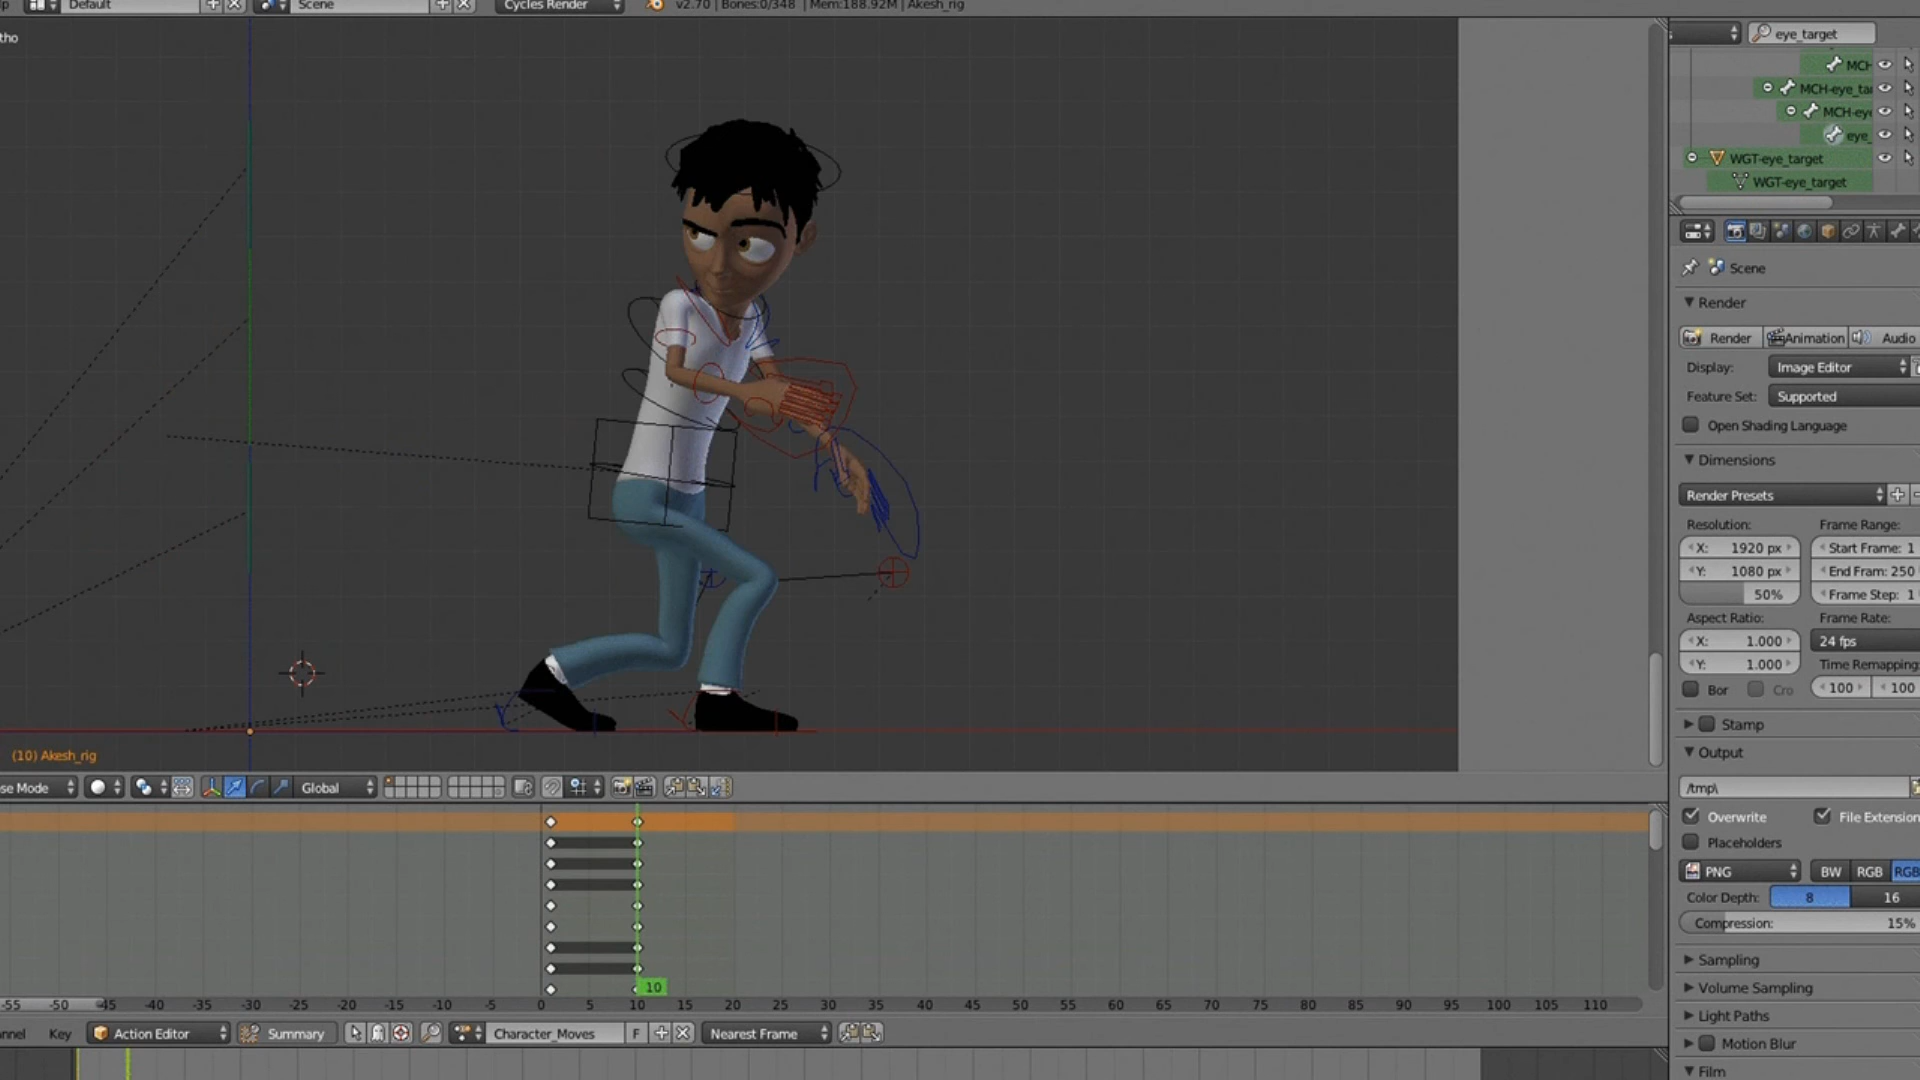 Default
Scene
Cycles Render
v2.70 | Bones:0/348 | Mem:188.92M | Akesh_rig
tho
eye_target
MCH
MCH-eye_tar
MCH-eye
eye_
WGT-eye_target
WGT-eye_target
Scene
Render
Render Animation Audio
Display: Image Editor
Feature Set: Supported
Open Shading Language
Dimensions
Render Presets
Resolution: Frame Range:
X: 1920 px Start Frame: 1
Y: 1080 px End Fram: 250
50% Frame Step: 1
Aspect Ratio: Frame Rate:
X: 1.000 24 fps
Y: 1.000 Time Remapping:
Bor Cro 100 100
Stamp
Output
/tmp\
Overwrite File Extension
Placeholders
PNG BW RGB RGB
Color Depth: 8 16
Compression: 15%
Sampling
Volume Sampling
Light Paths
Motion Blur
Film
(10) Akesh_rig
se Mode Global
10
-55 -50 -45 -40 -35 -30 -25 -20 -15 -10 -5 0 5 10 15 20 25 30 35 40 45 50 55 60 65 70 75 80 85 90 95 100 105 110
nnel Key Action Editor Summary Character_Moves F Nearest Frame